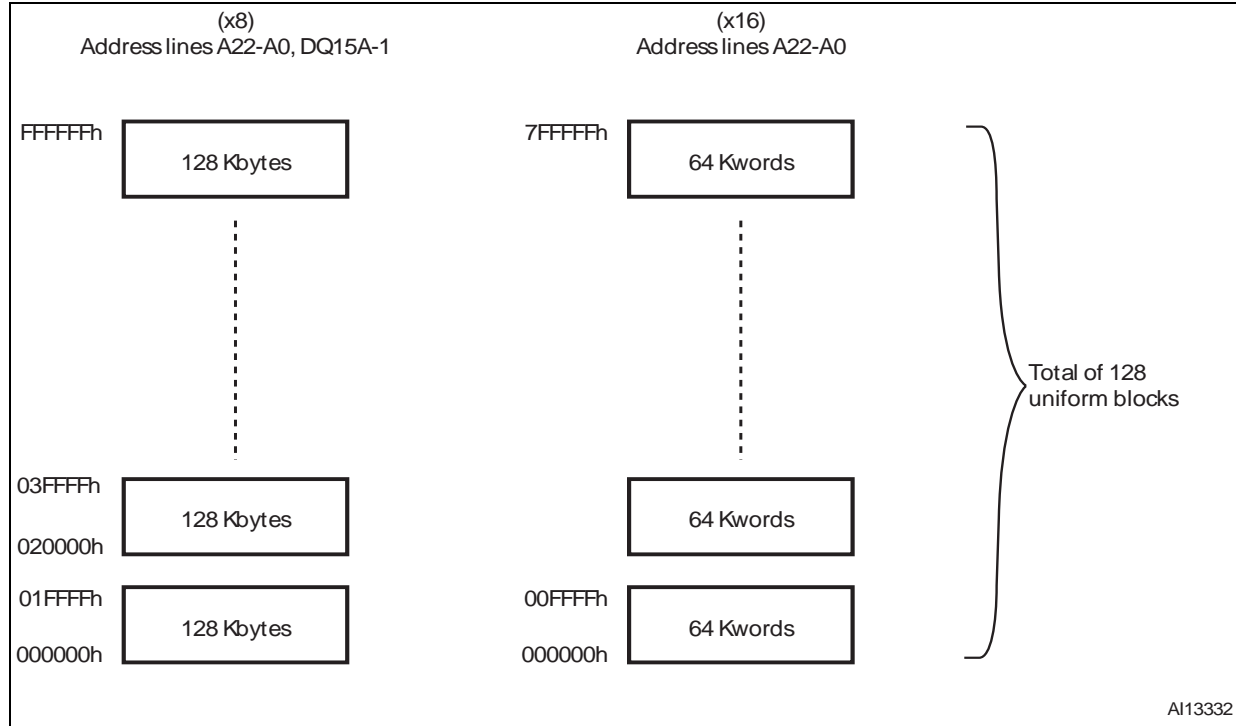 (x8)
Address lines A22-A0, DQ15A-1
(x16)
Address lines A22-A0
FFFFFFh
128 Kbytes
7FFFFFh
64 Kwords
Total of 128
uniform blocks
03FFFFh
128 Kbytes
020000h
64 Kwords
01FFFFh
128 Kbytes
000000h
00FFFFh
64 Kwords
000000h
AI13332